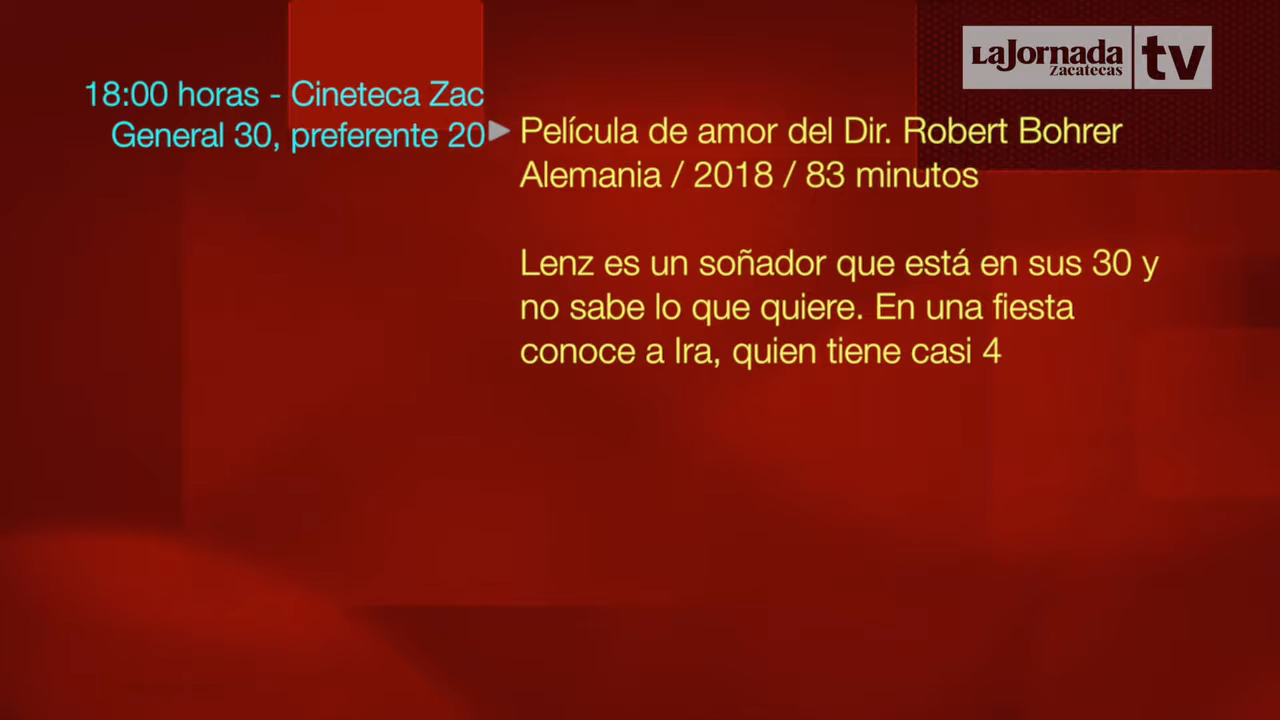 LaJornada
Zacatecas
tv
18:00 horas - Cineteca Zac
General 30, preferente 20
Película de amor del Dir. Robert Bohrer
Alemania / 2018 / 83 minutos
Lenz es un soñador que está en sus 30 y
no sabe lo que quiere. En una fiesta
conoce a Ira, quien tiene casi 4